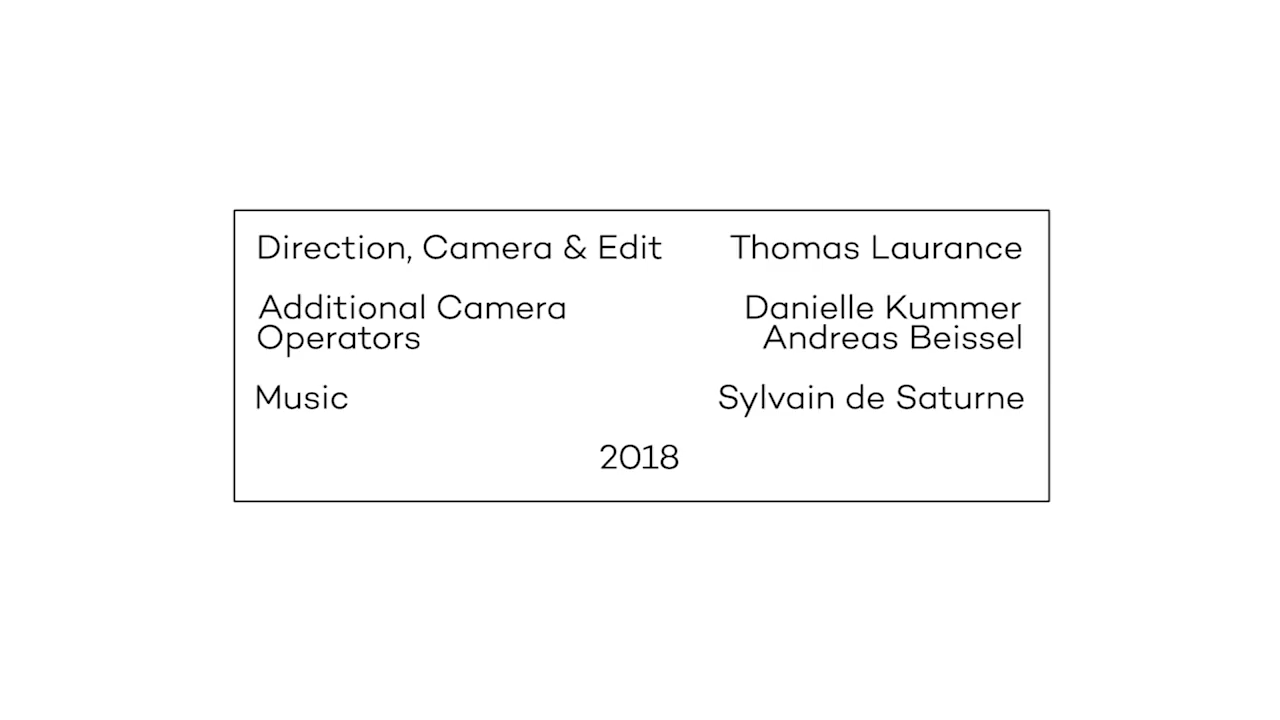 Direction, Camera & Edit Thomas Laurance
Additional Camera Danielle Kummer
Operators Andreas Beissel
Music Sylvain de Saturne
2018